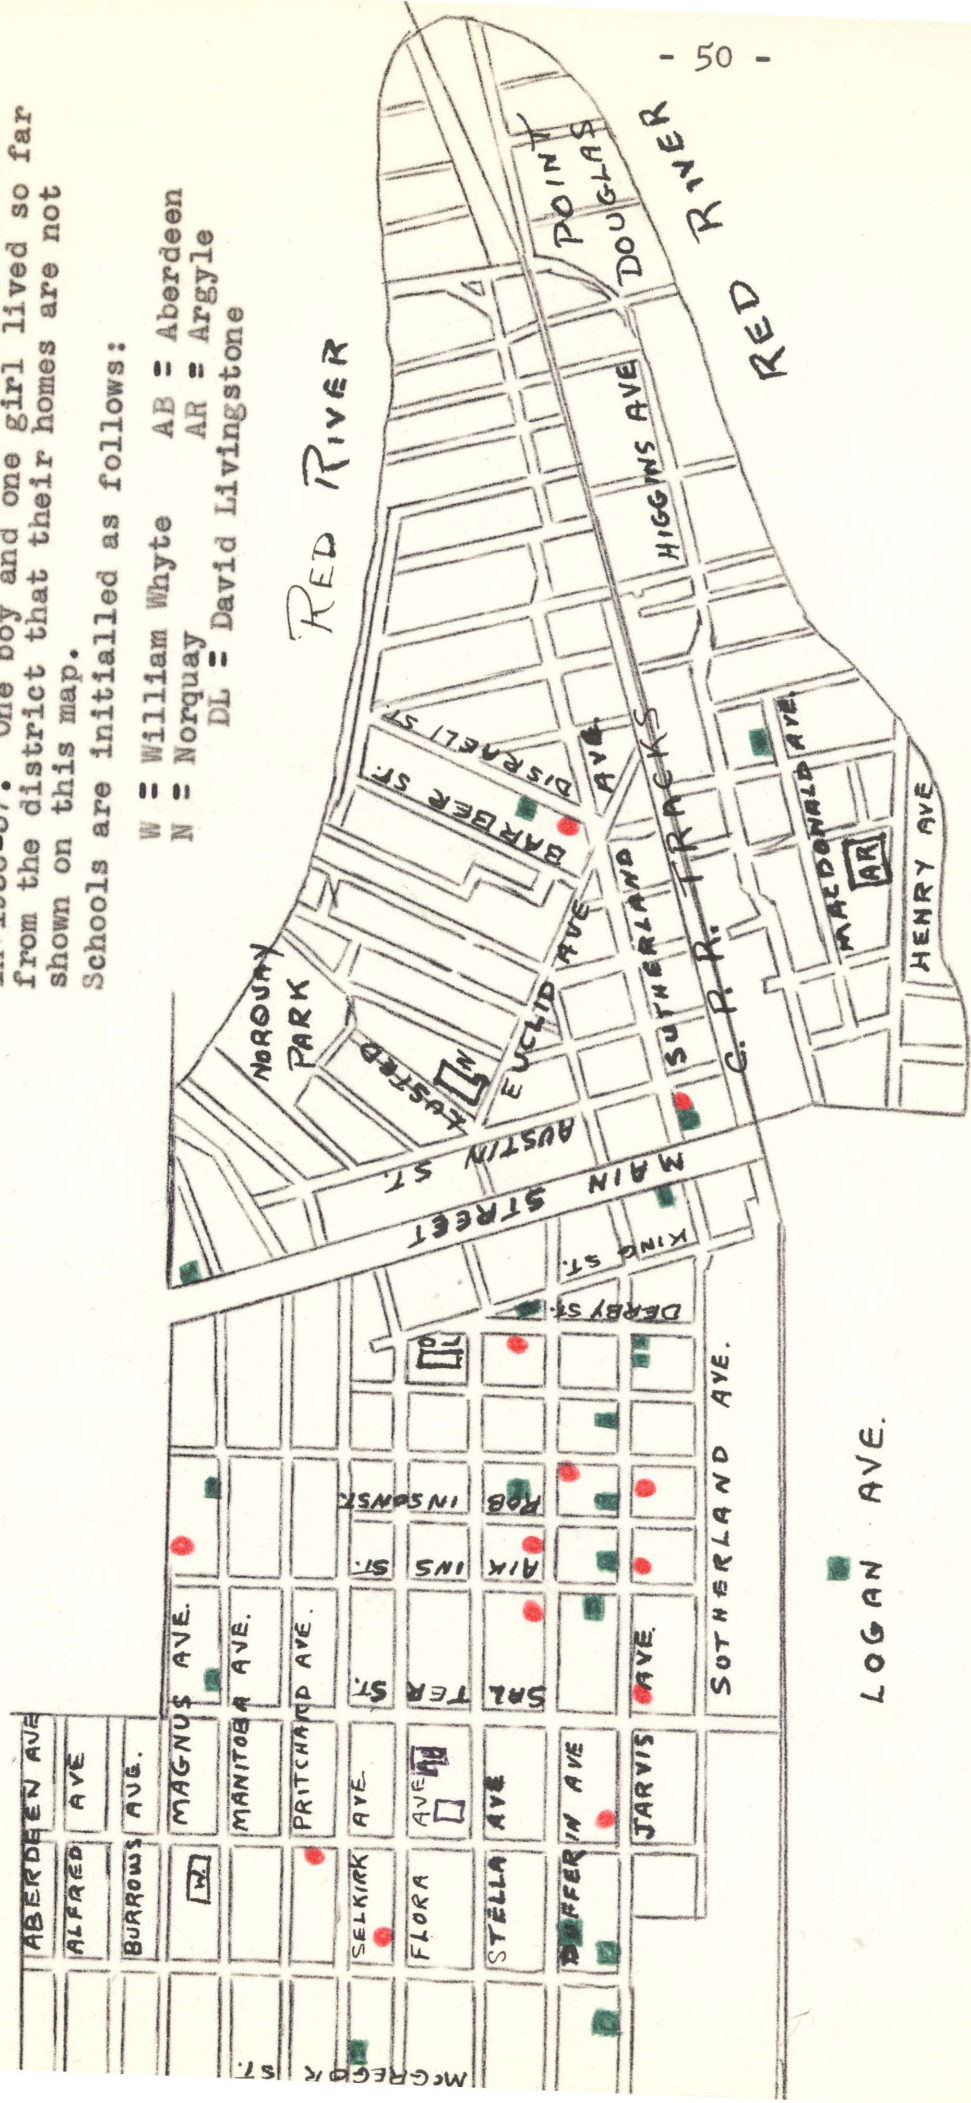 - 50 -
from the district that their homes are not
shown on this map.
Schools are initialled as follows:
W = William Whyte AB = Aberdeen
N = Norquay AR = Argyle
DL = David Livingstone
RED RIVER
RED RIVER
POINT
DOUGLAS
HIGGINS AVE
DISRAELI ST
BARBER ST.
AVE.
SUTHERLAND
C. P. R. TRACKS
EUCLID AVE
NORQUAY
PARK
LUSTED
N
AUSTIN ST.
MAIN STREET
KING ST.
DERBY ST.
MACDONALD AVE.
AR
HENRY AVE
DL
ROBINSON ST.
AIKINS ST.
SALTER ST.
SUTHERLAND AVE.
LOGAN AVE.
ABERDEEN AVE
ALFRED AVE
BURROWS AVE.
MAGNUS AVE.
MANITOBA AVE.
PRITCHARD AVE.
SELKIRK AVE.
FLORA AVE
STELLA AVE
DUFFERIN AVE
JARVIS AVE.
W
McGREGOR ST.